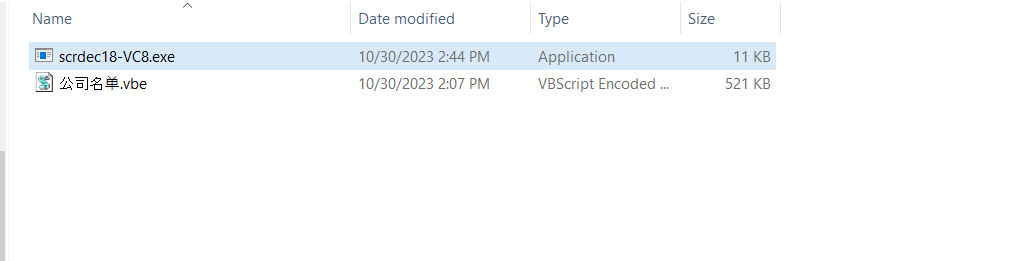 Name Date modified Type Size
scrdec18-VC8.exe 10/30/2023 2:44 PM Application 11 KB
公司名单.vbe 10/30/2023 2:07 PM VBScript Encoded ... 521 KB